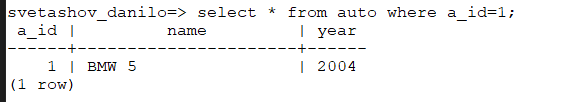 svetashov_danilo=> select * from auto where a_id=1;
 a_id |         name         | year
------+----------------------+------
    1 | BMW 5                | 2004
(1 row)